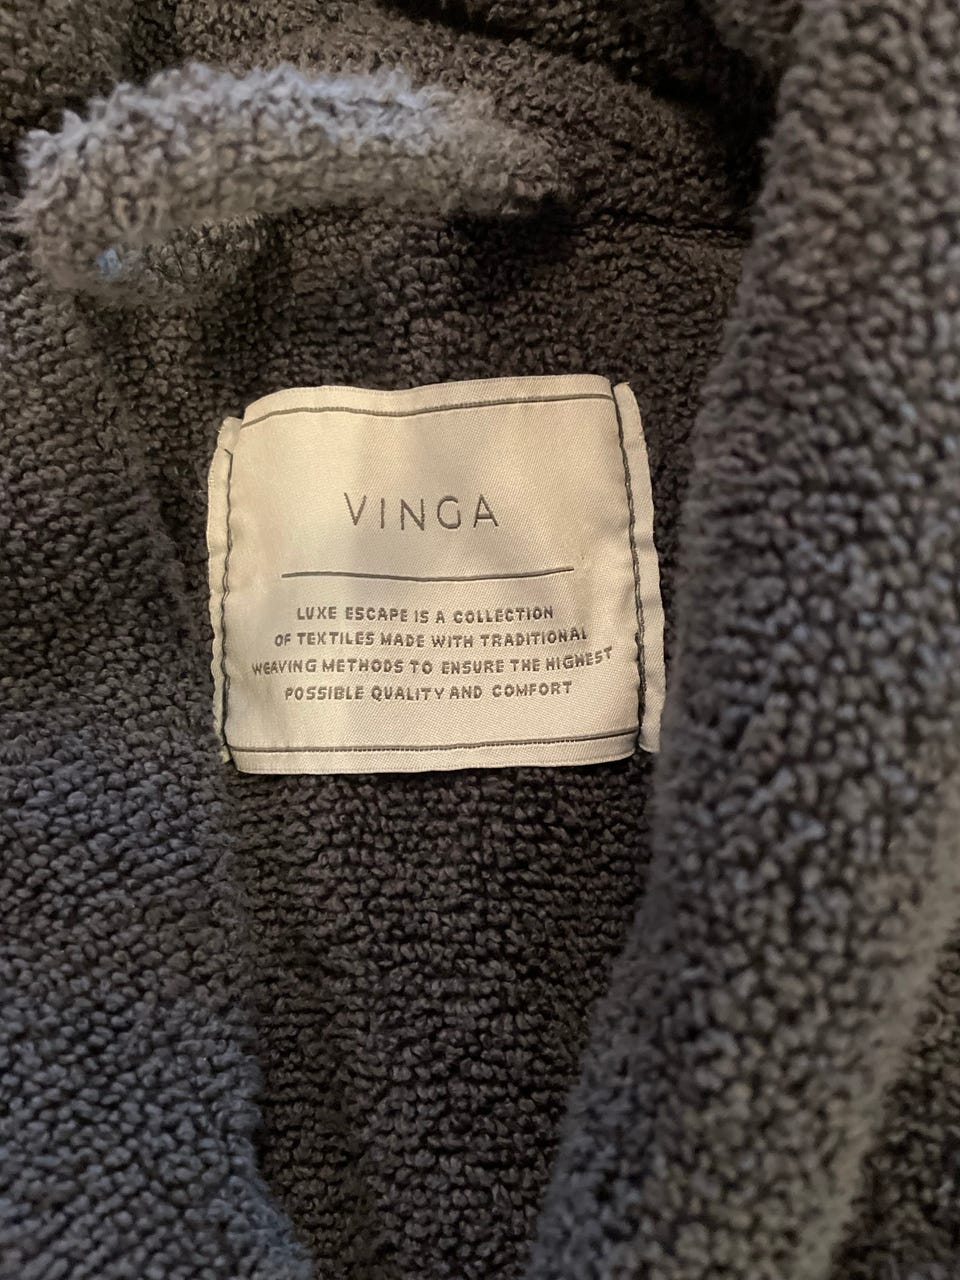 VINGA
LUXE ESCAPE IS A COLLECTION
OF TEXTILES MADE WITH TRADITIONAL
WEAVING METHODS TO ENSURE THE HIGHEST
POSSIBLE QUALITY AND COMFORT